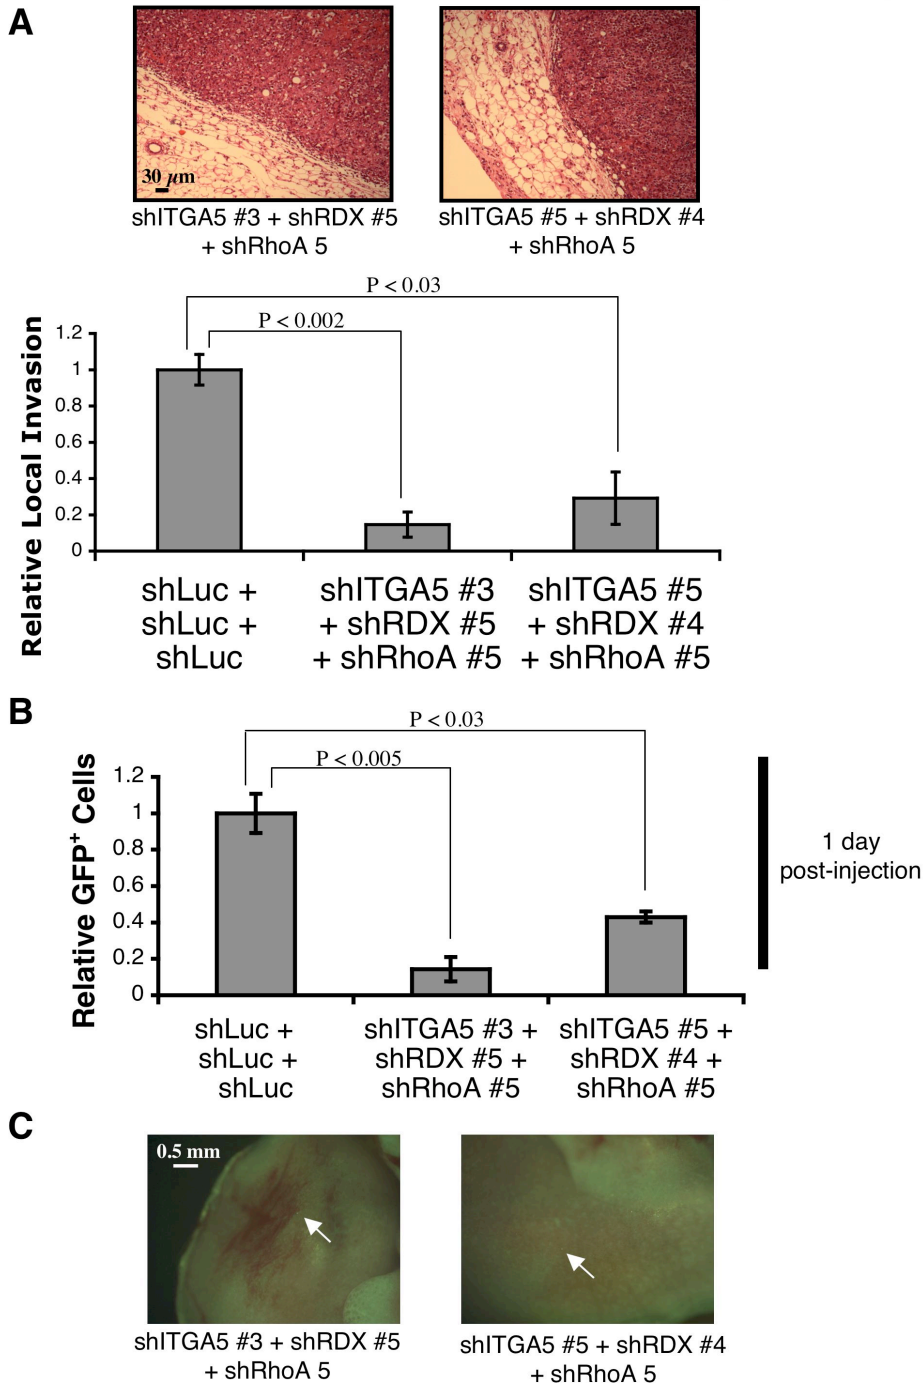 A
30 µm
shITGA5 #3 + shRDX #5
+ shRhoA 5
shITGA5 #5 + shRDX #4
+ shRhoA 5
P < 0.03
P < 0.002
Relative Local Invasion
1.2
1
0.8
0.6
0.4
0.2
0
shLuc +
shLuc +
shLuc
shITGA5 #3
+ shRDX #5
+ shRhoA #5
shITGA5 #5
+ shRDX #4
+ shRhoA #5
B
P < 0.03
P < 0.005
Relative GFP⁺ Cells
1.2
1
0.8
0.6
0.4
0.2
0
1 day
post-injection
shLuc +
shLuc +
shLuc
shITGA5 #3 +
shRDX #5 +
shRhoA #5
shITGA5 #5 +
shRDX #4 +
shRhoA #5
C
0.5 mm
shITGA5 #3 + shRDX #5
+ shRhoA 5
shITGA5 #5 + shRDX #4
+ shRhoA 5